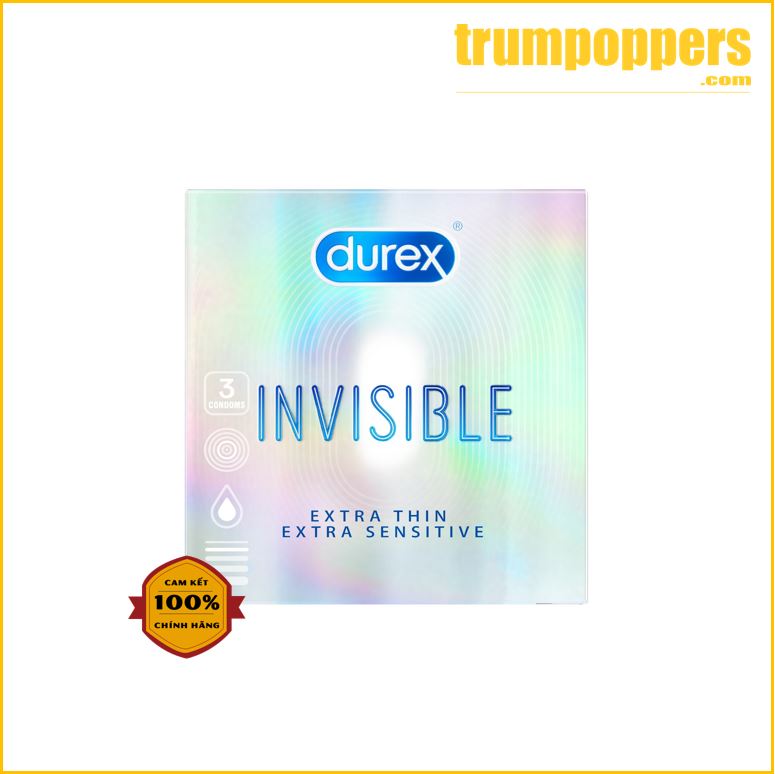 trumpoppers
.com
durex®
3
CONDOMS
INVISIBLE
EXTRA THIN
EXTRA SENSITIVE
CAM KẾT
100%
CHÍNH HÃNG